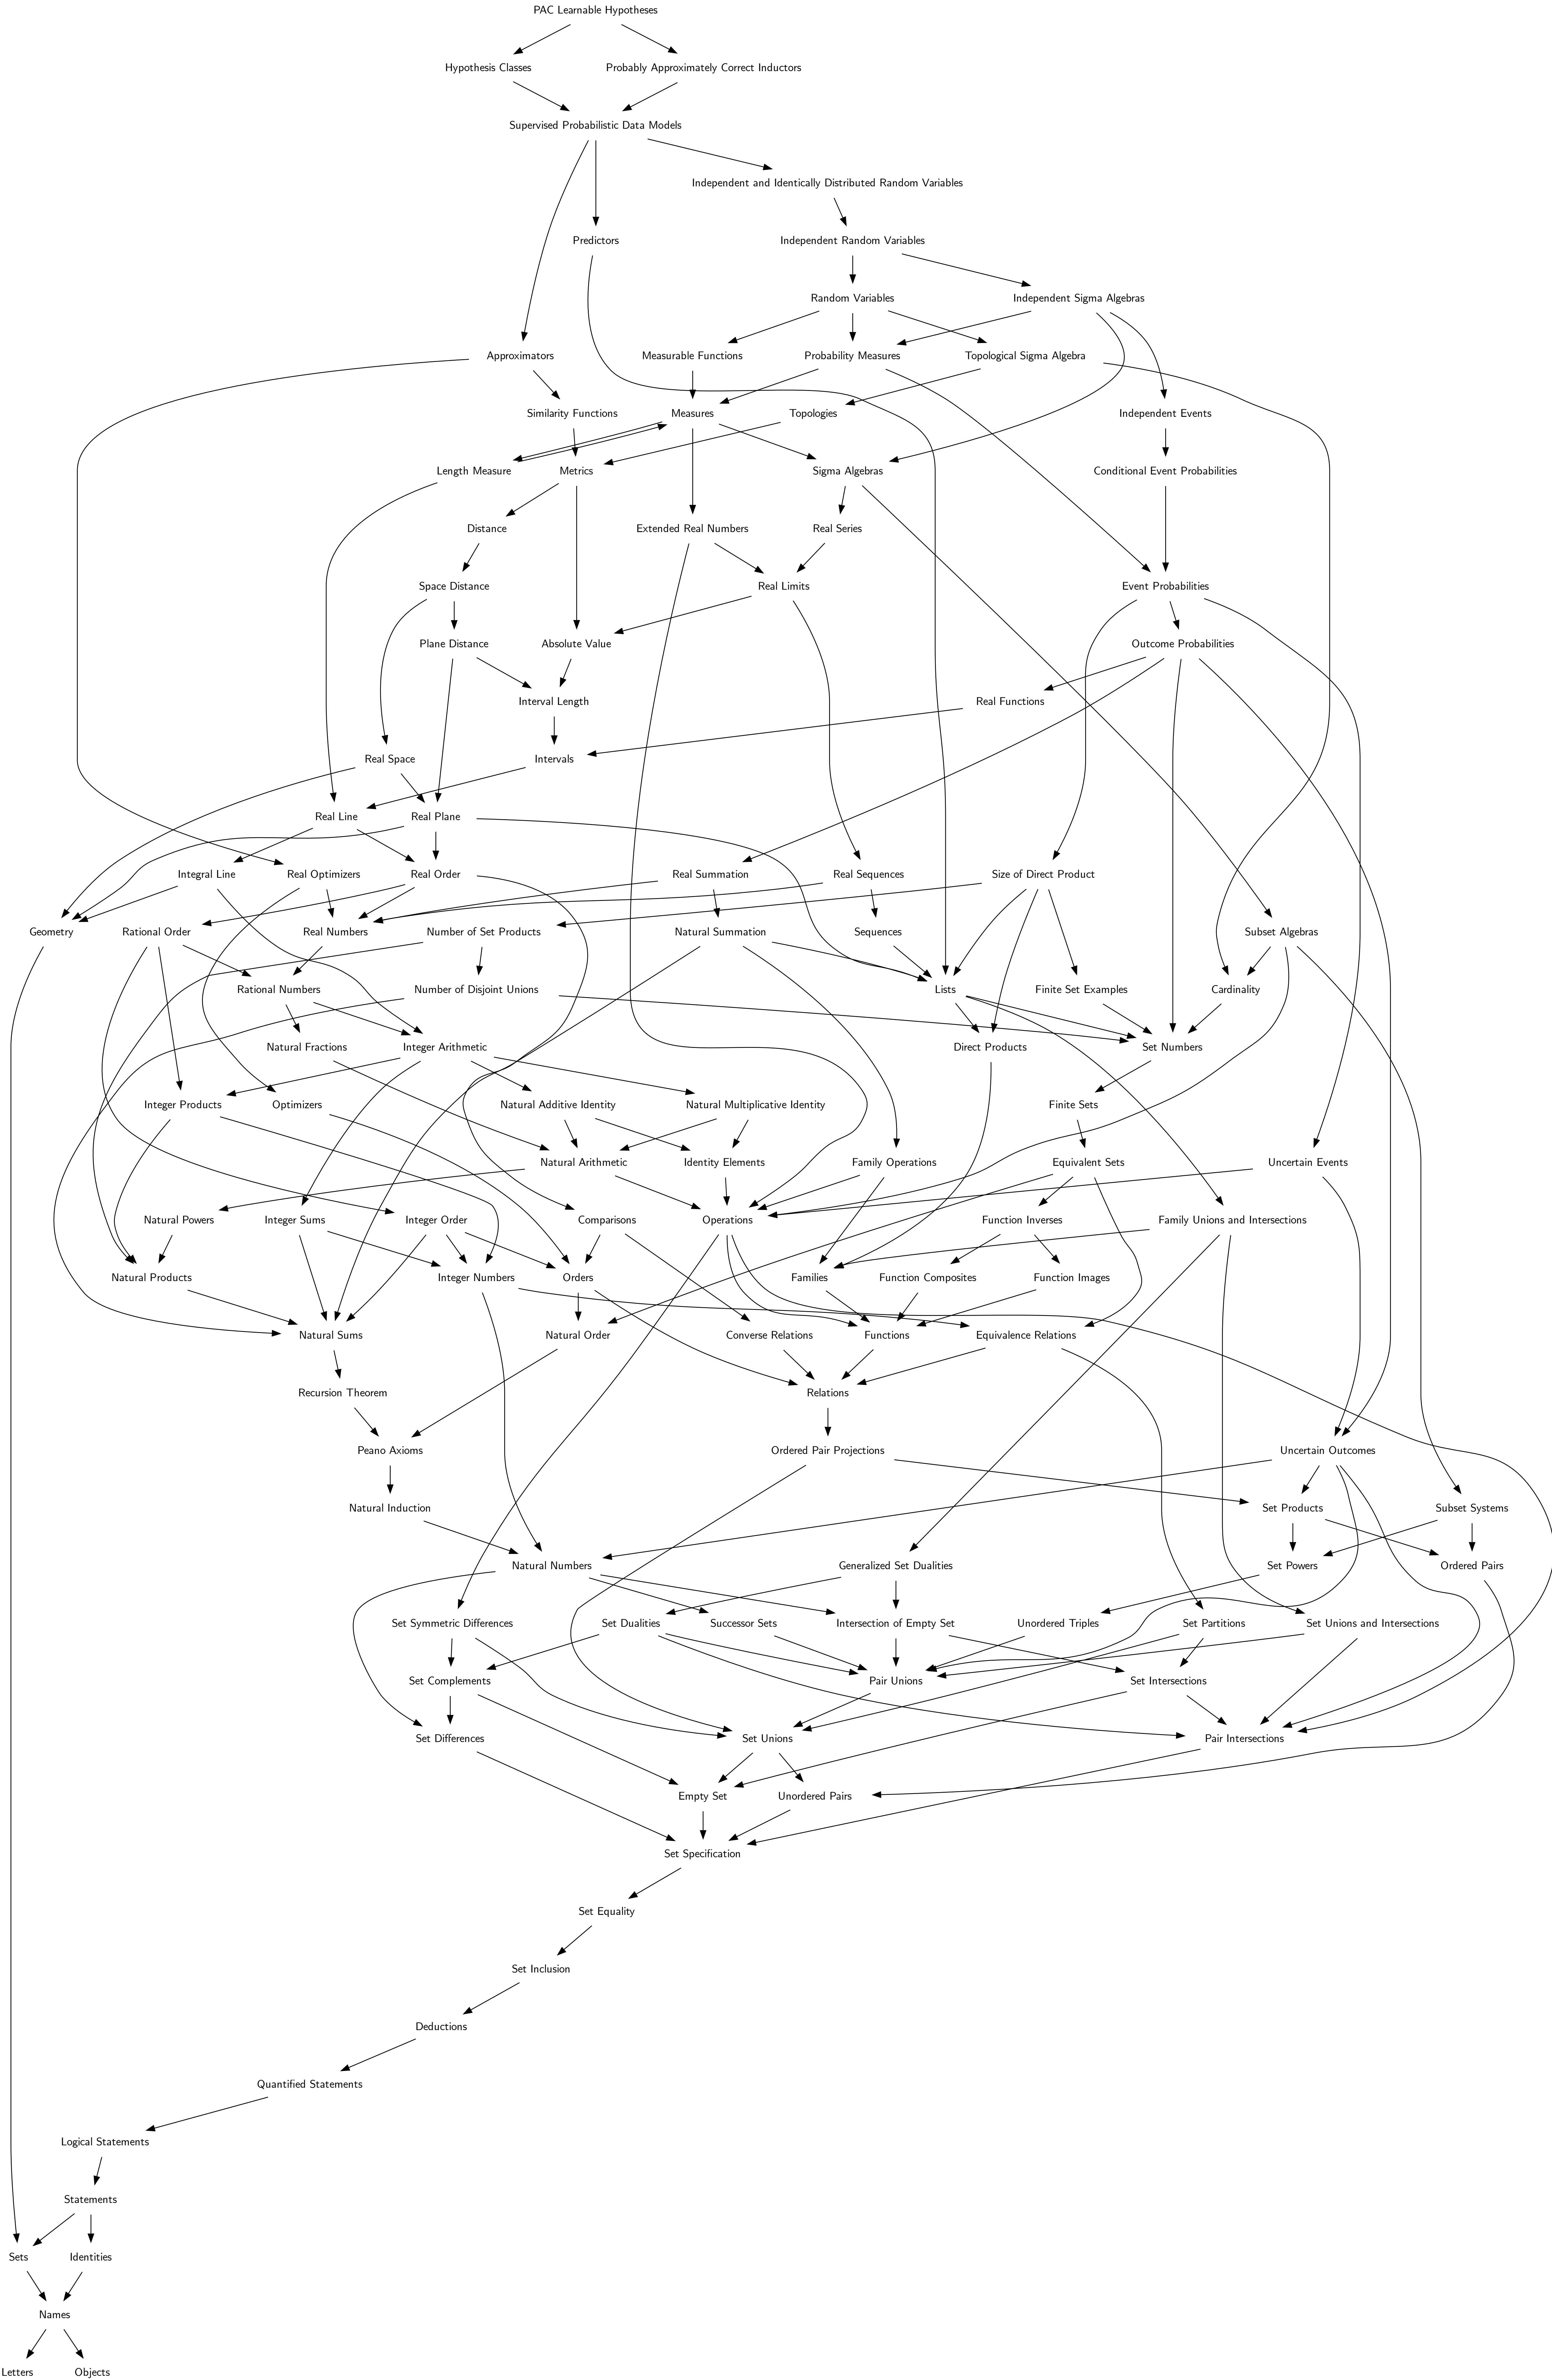 PAC Learnable Hypotheses
Hypothesis Classes
Probably Approximately Correct Inductors
Supervised Probabilistic Data Models
Independent and Identically Distributed Random Variables
Predictors
Independent Random Variables
Random Variables
Independent Sigma Algebras
Approximators
Measurable Functions
Probability Measures
Topological Sigma Algebra
Similarity Functions
Measures
Topologies
Independent Events
Length Measure
Metrics
Sigma Algebras
Conditional Event Probabilities
Distance
Extended Real Numbers
Real Series
Space Distance
Real Limits
Event Probabilities
Plane Distance
Absolute Value
Outcome Probabilities
Interval Length
Real Functions
Real Space
Intervals
Real Line
Real Plane
Integral Line
Real Optimizers
Real Order
Real Summation
Real Sequences
Size of Direct Product
Geometry
Rational Order
Real Numbers
Number of Set Products
Natural Summation
Sequences
Subset Algebras
Rational Numbers
Number of Disjoint Unions
Lists
Finite Set Examples
Cardinality
Natural Fractions
Integer Arithmetic
Direct Products
Set Numbers
Integer Products
Optimizers
Natural Additive Identity
Natural Multiplicative Identity
Finite Sets
Natural Arithmetic
Identity Elements
Family Operations
Equivalent Sets
Uncertain Events
Natural Powers
Integer Sums
Integer Order
Comparisons
Operations
Function Inverses
Family Unions and Intersections
Natural Products
Integer Numbers
Orders
Families
Function Composites
Function Images
Natural Sums
Natural Order
Converse Relations
Functions
Equivalence Relations
Recursion Theorem
Relations
Peano Axioms
Ordered Pair Projections
Uncertain Outcomes
Natural Induction
Set Products
Subset Systems
Natural Numbers
Generalized Set Dualities
Set Powers
Ordered Pairs
Set Symmetric Differences
Set Dualities
Successor Sets
Intersection of Empty Set
Unordered Triples
Set Partitions
Set Unions and Intersections
Set Complements
Pair Unions
Set Intersections
Set Differences
Set Unions
Pair Intersections
Empty Set
Unordered Pairs
Set Specification
Set Equality
Set Inclusion
Deductions
Quantified Statements
Logical Statements
Statements
Sets
Identities
Names
Letters
Objects